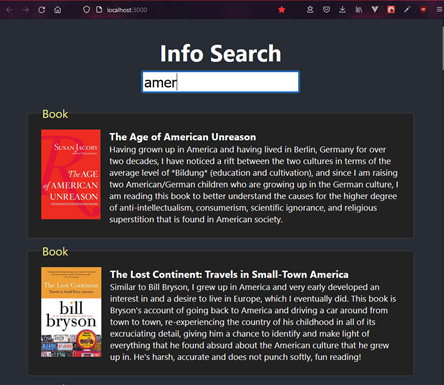 localhost:3000
Info Search
amer
Book
SUSAN JACOBY
The AGE
of AMERICAN
UNREASON
The Age of American Unreason
Having grown up in America and having lived in Berlin, Germany for over
two decades, I have noticed a rift between the two cultures in terms of the
average level of *Bildung* (education and cultivation), and since I am raising
two American/German children who are growing up in the German culture, I
am reading this book to better understand the causes for the higher degree
of anti-intellectualism, consumerism, scientific ignorance, and religious
superstition that is found in American society.
Book
The Lost Continent
bill
bryson
The Lost Continent: Travels in Small-Town America
Similar to Bill Bryson, I grew up in America and very early developed an
interest in and a desire to live in Europe, which I eventually did. This book is
Bryson's account of going back to America and driving a car around from
town to town, re-experiencing the country of his childhood in all of its
excruciating detail, giving him a chance to identify and make light of
everything that he found absurd about the American culture that he grew
up in. He's harsh, accurate and does not punch softly, fun reading!